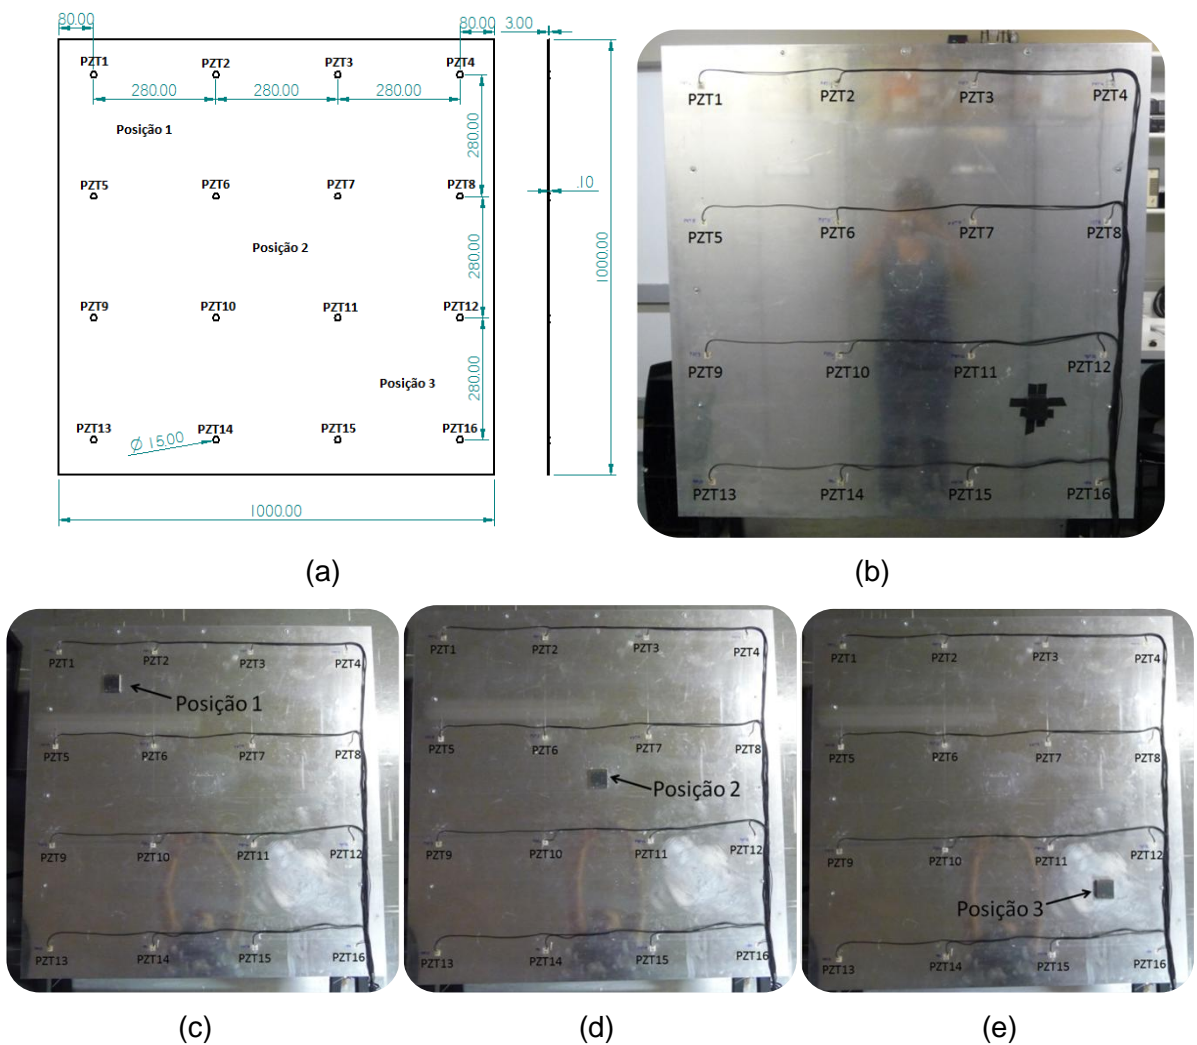 80.00 80.00 3.00
PZT1 PZT2 PZT3 PZT4
280.00 280.00 280.00
Posição 1
280.00
PZT5 PZT6 PZT7 PZT8
.10
Posição 2
280.00
1000.00
PZT9 PZT10 PZT11 PZT12
Posição 3
280.00
PZT13 PZT14 PZT15 PZT16
Ø 15.00
1000.00
(a)
PZT1 PZT2 PZT3 PZT4
PZT5 PZT6 PZT7 PZT8
PZT9 PZT10 PZT11 PZT12
PZT13 PZT14 PZT15 PZT16
(b)
PZT1 PZT2 PZT3 PZT4
Posição 1
PZT5 PZT6 PZT7 PZT8
PZT9 PZT10 PZT11 PZT12
PZT13 PZT14 PZT15 PZT16
(c)
PZT1 PZT2 PZT3 PZT4
PZT5 PZT6 PZT7 PZT8
Posição 2
PZT9 PZT10 PZT11 PZT12
PZT13 PZT14 PZT15 PZT16
(d)
PZT1 PZT2 PZT3 PZT4
PZT5 PZT6 PZT7 PZT8
PZT9 PZT10 PZT11 PZT12
Posição 3
PZT13 PZT14 PZT15 PZT16
(e)